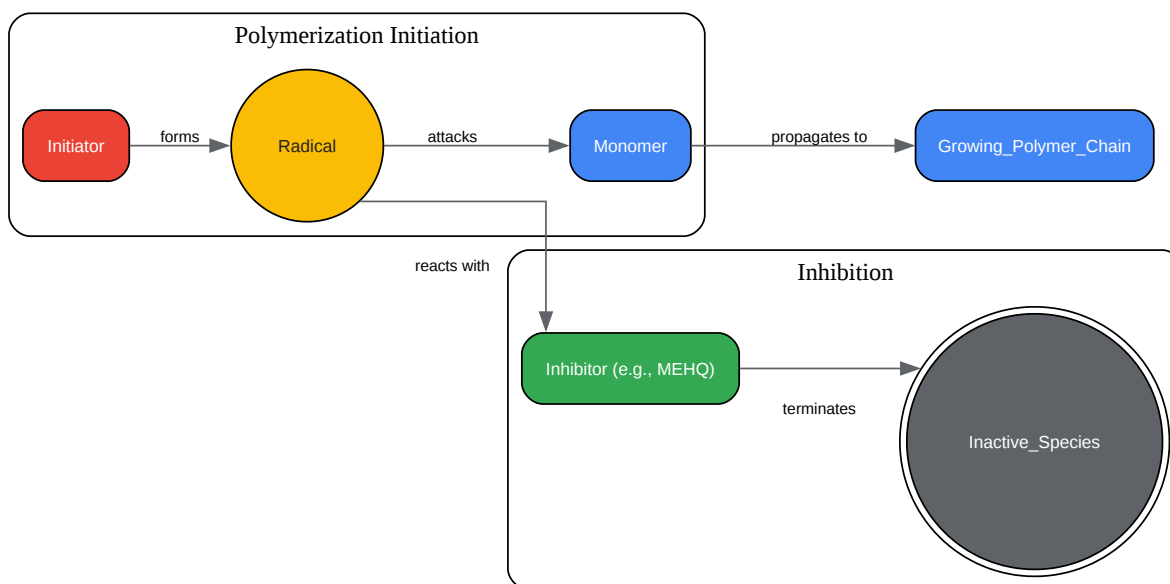 Polymerization Initiation
Initiator
forms
Radical
attacks
Monomer
propagates to
Growing_Polymer_Chain
reacts with
Inhibition
Inhibitor (e.g., MEHQ)
terminates
Inactive_Species